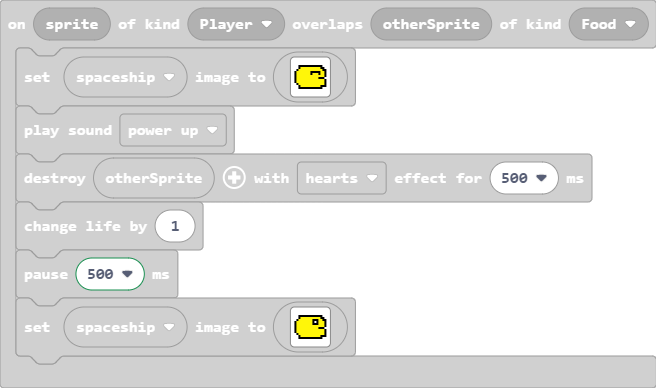 on sprite of kind Player overlaps otherSprite of kind Food
set spaceship image to
play sound power up
destroy otherSprite with hearts effect for 500 ms
change life by 1
pause 500 ms
set spaceship image to